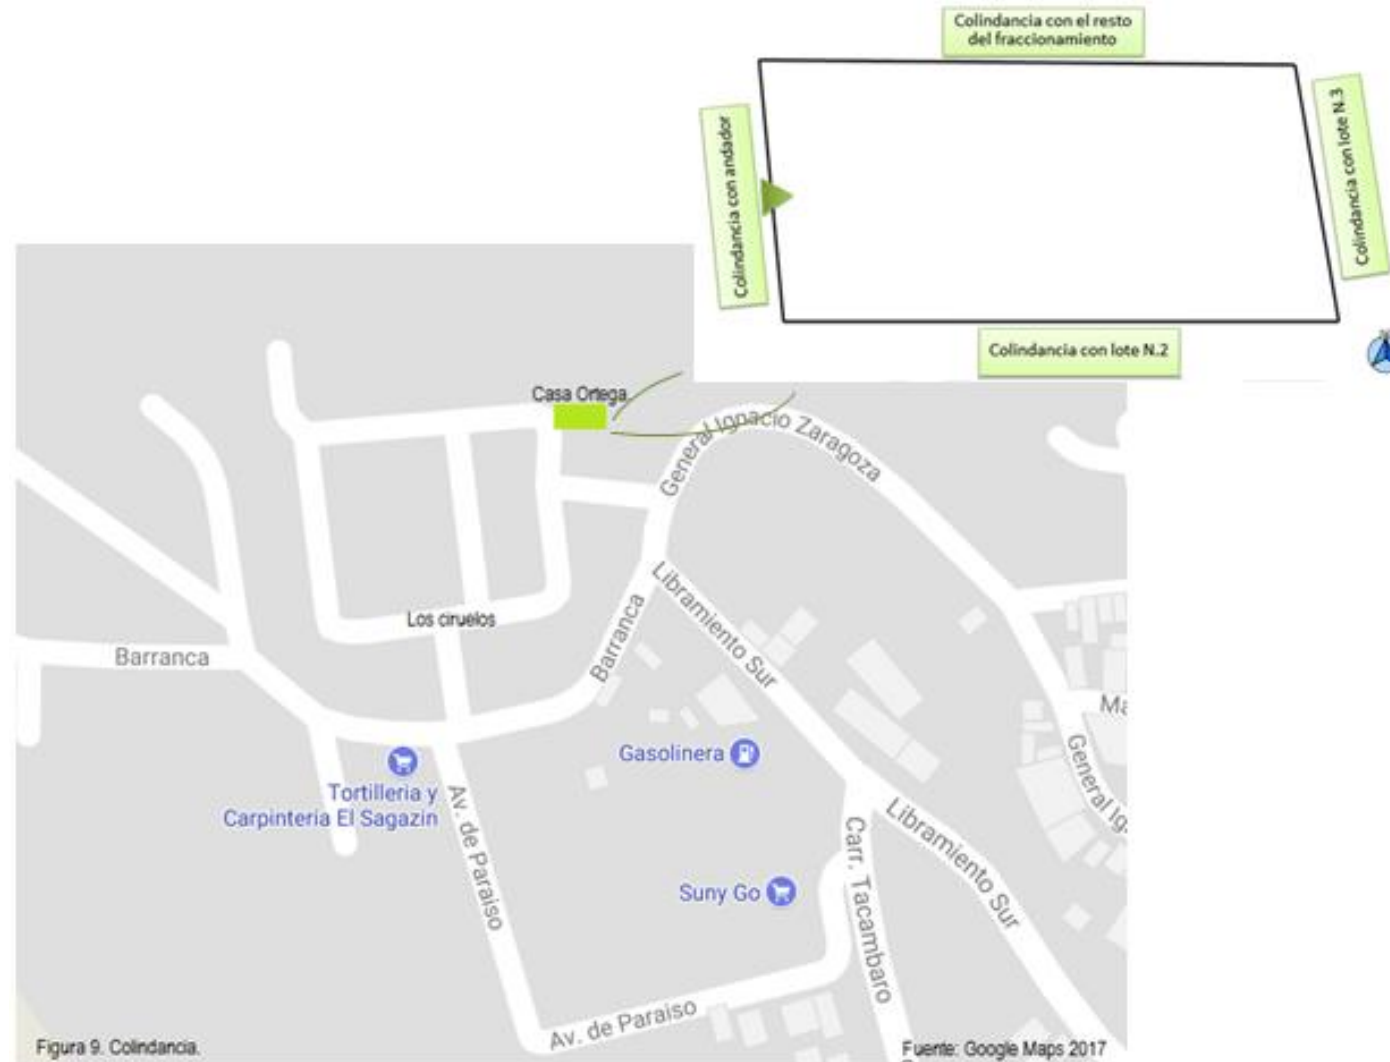 Colindancia con el resto
del fraccionamiento
Colindancia con andador
Colindancia con lote N.3
Colindancia con lote N.2
Casa Ortega.
General Ignacio Zaragoza
Libramiento Sur
Los ciruelos
Barranca
Barranca
Gasolinera
Tortilleria y
Carpinteria El Sagazin
Av. de Paraiso
Suny Go
Carr. Tacambaro
Libramiento Sur
General Ig
Av. de Paraiso
Figura 9. Colindancia.
Fuente: Google Maps 2017